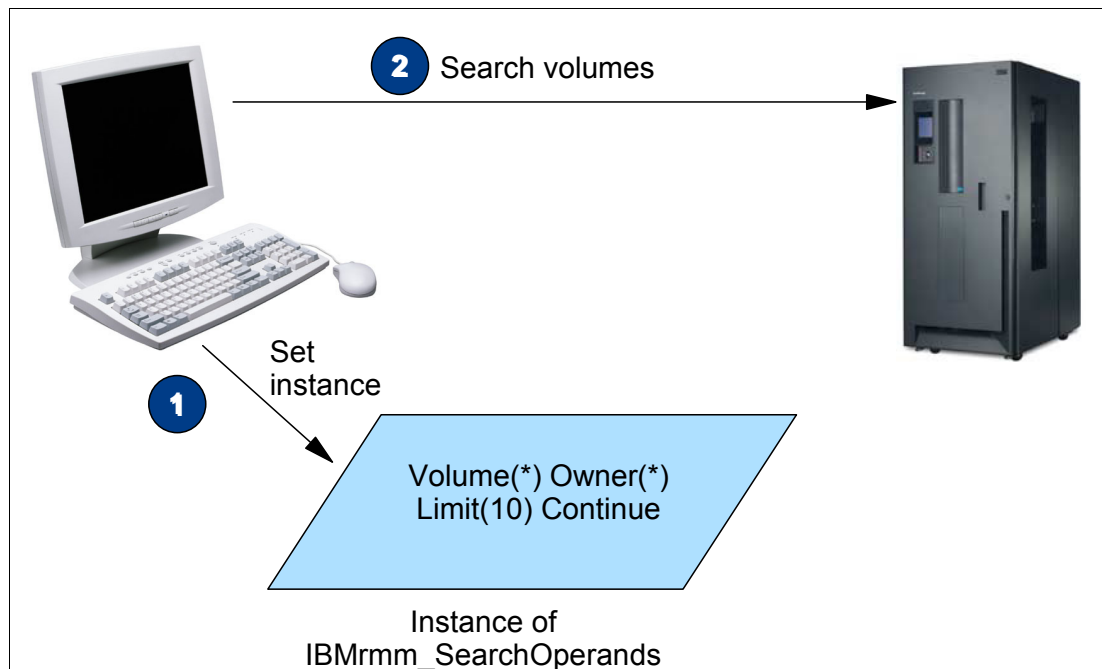 2 Search volumes
Set
instance
1
Volume(*) Owner(*)
Limit(10) Continue
Instance of
IBMrmm_SearchOperands